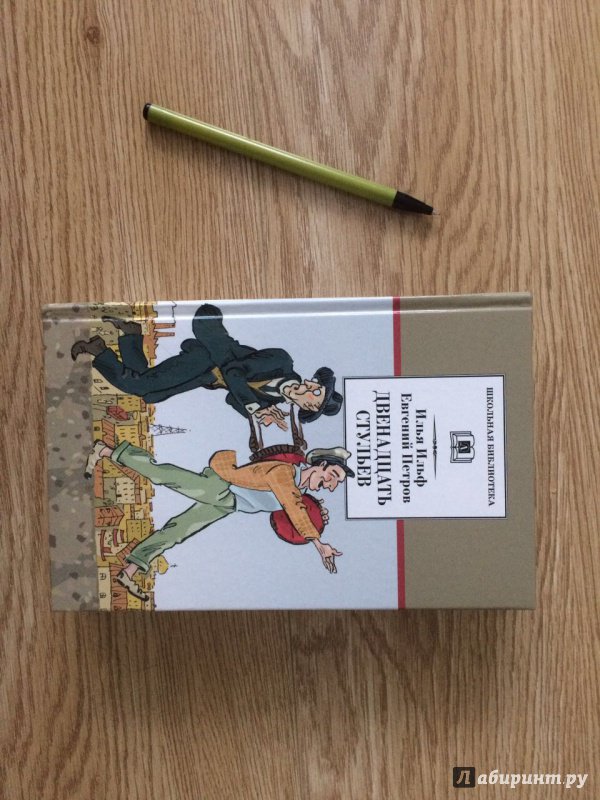 ШКОЛЬНАЯ БИБЛИОТЕКА
Илья Ильф
Евгений Петров
ДВЕНАДЦАТЬ
СТУЛЬЕВ
Лабиринт.ру